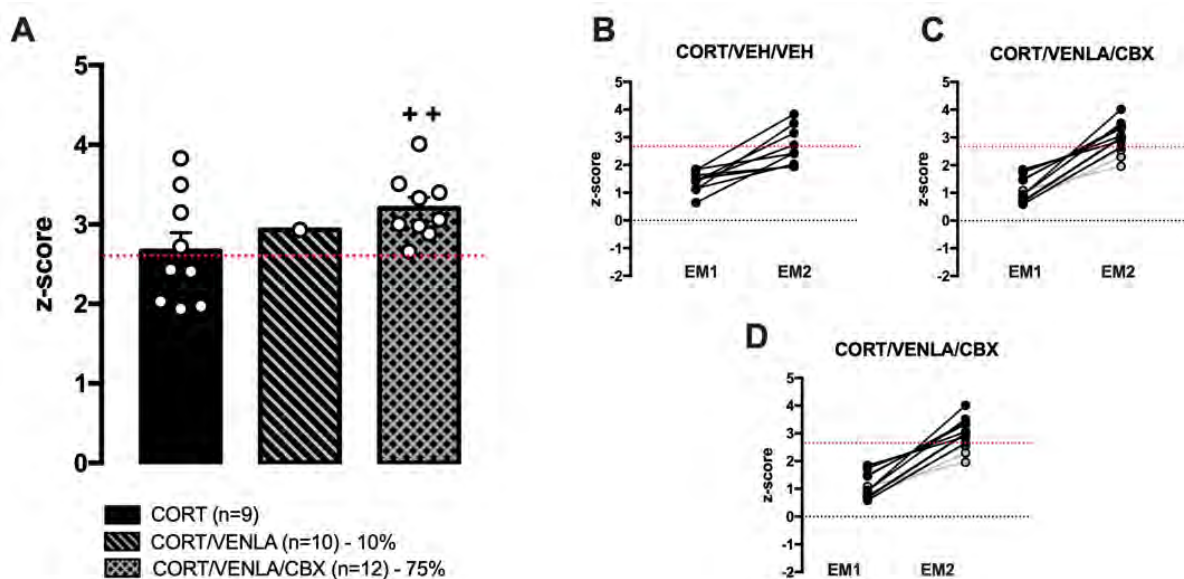 A
5
4
3
2
1
0
z-score
+ +
CORT (n=9)
CORT/VENLA (n=10) - 10%
CORT/VENLA/CBX (n=12) - 75%
B
CORT/VEH/VEH
5
4
3
2
1
0
-1
-2
z-score
EM1 EM2
C
CORT/VENLA/CBX
5
4
3
2
1
0
-1
-2
z-score
EM1 EM2
D
CORT/VENLA/CBX
5
4
3
2
1
0
-1
-2
z-score
EM1 EM2